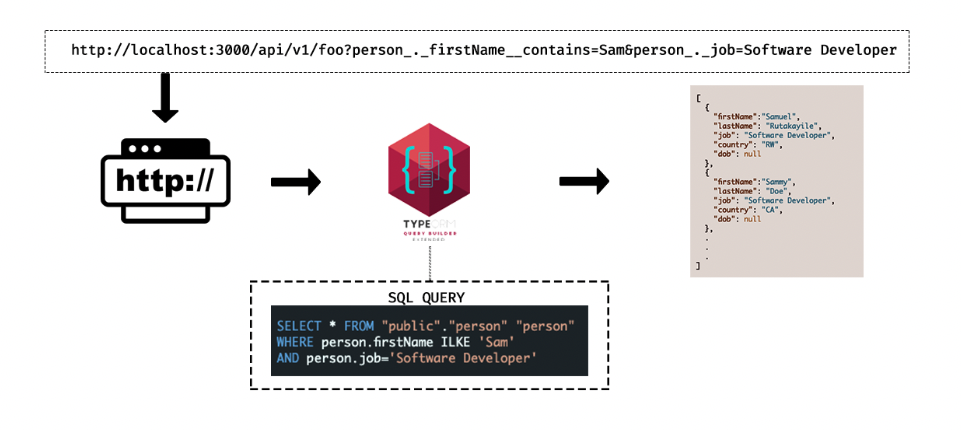 http://localhost:3000/api/v1/foo?person_._firstName__contains=Sam&person_._job=Software Developer
http://
TYPEORM
QUERY BUILDER
EXTENDED
[
{
"firstName":"Samuel",
"lastName": "Rutakayile",
"job": "Software Developer",
"country": "RW",
"dob": null
},
{
"firstName":"Sammy",
"lastName": "Doe",
"job": "Software Developer",
"country": "CA",
"dob": null
},
.
.
.
]
SQL QUERY
SELECT * FROM "public"."person" "person"
WHERE person.firstName ILKE 'Sam'
AND person.job='Software Developer'